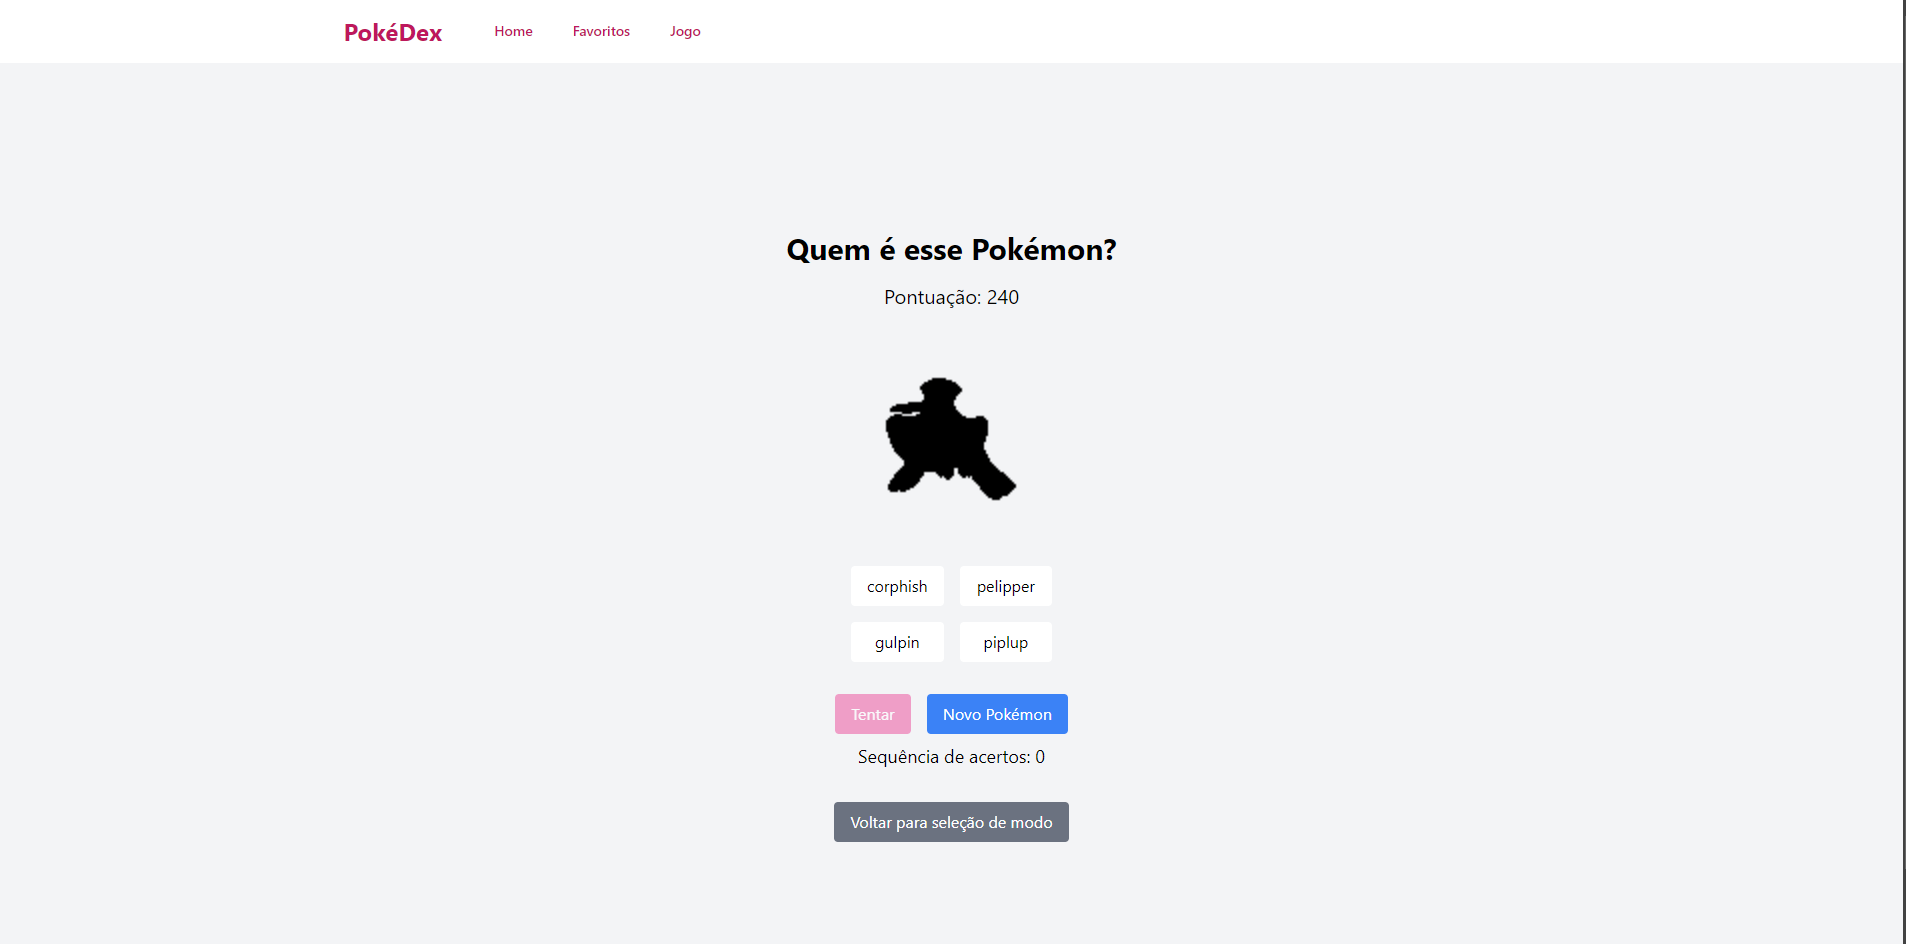 PokéDex
Home
Favoritos
Jogo
Quem é esse Pokémon?
Pontuação: 240
corphish
pelipper
gulpin
piplup
Tentar
Novo Pokémon
Sequência de acertos: 0
Voltar para seleção de modo